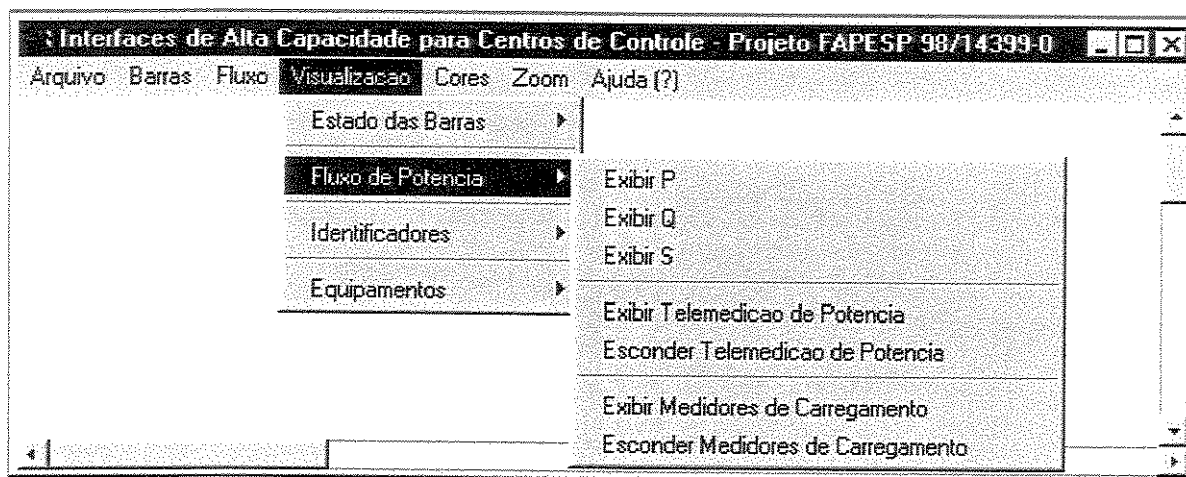 Interfaces de Alta Capacidade para Centros de Controle - Projeto FAPESP 98/14399-0
Arquivo Barras Fluxo Visualizacao Cores Zoom Ajuda (?)
Estado das Barras
Fluxo de Potencia
Identificadores
Equipamentos
Exibir P
Exibir Q
Exibir S
Exibir Telemedicao de Potencia
Esconder Telemedicao de Potencia
Exibir Medidores de Carregamento
Esconder Medidores de Carregamento